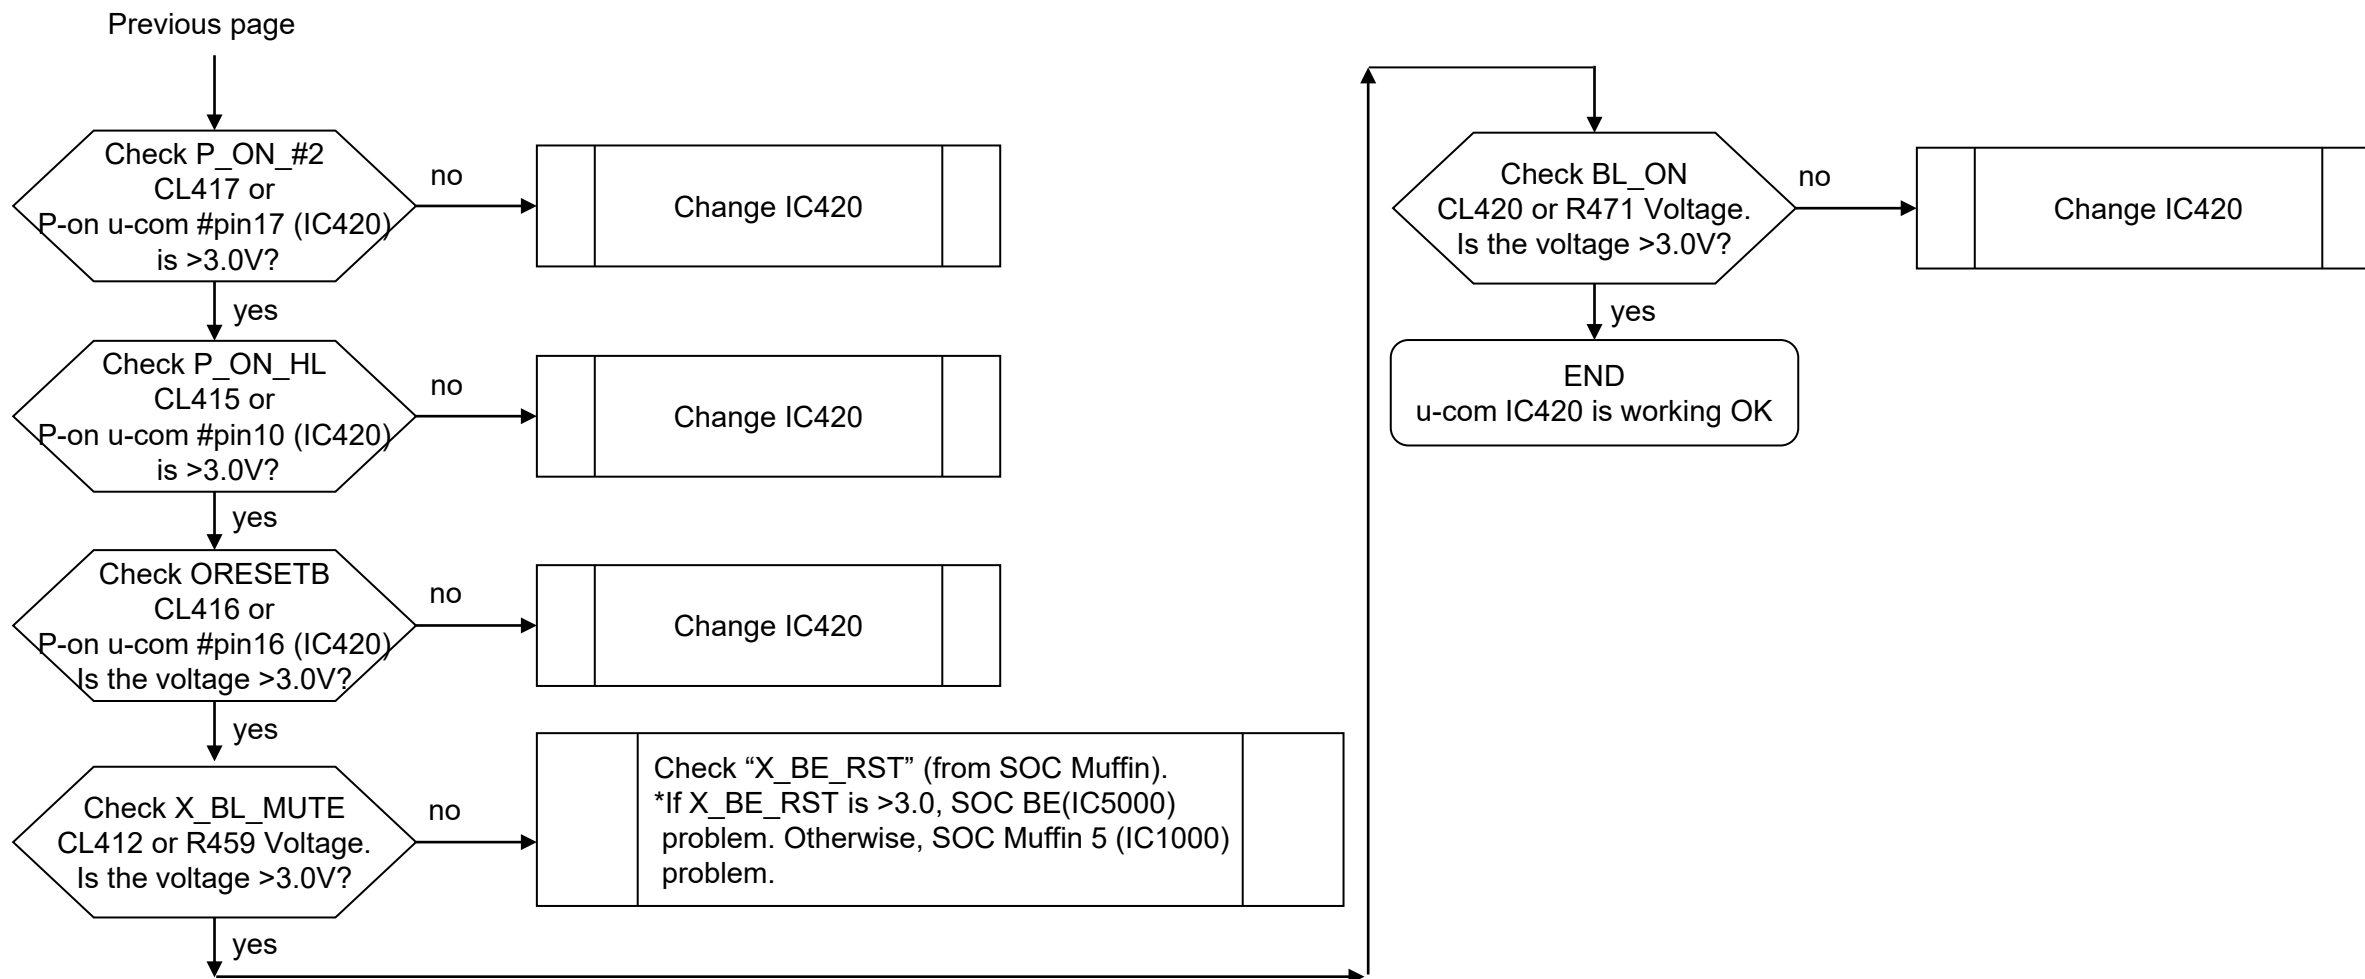 Previous page
Check P_ON_#2
CL417 or
P-on u-com #pin17 (IC420)
is >3.0V?
no
Change IC420
yes
Check P_ON_HL
CL415 or
P-on u-com #pin10 (IC420)
is >3.0V?
no
Change IC420
yes
Check ORESETB
CL416 or
P-on u-com #pin16 (IC420)
Is the voltage >3.0V?
no
Change IC420
yes
Check X_BL_MUTE
CL412 or R459 Voltage.
Is the voltage >3.0V?
no
Check “X_BE_RST” (from SOC Muffin).
*If X_BE_RST is >3.0, SOC BE(IC5000)
problem. Otherwise, SOC Muffin 5 (IC1000)
problem.
yes
Check BL_ON
CL420 or R471 Voltage.
Is the voltage >3.0V?
no
Change IC420
yes
END
u-com IC420 is working OK